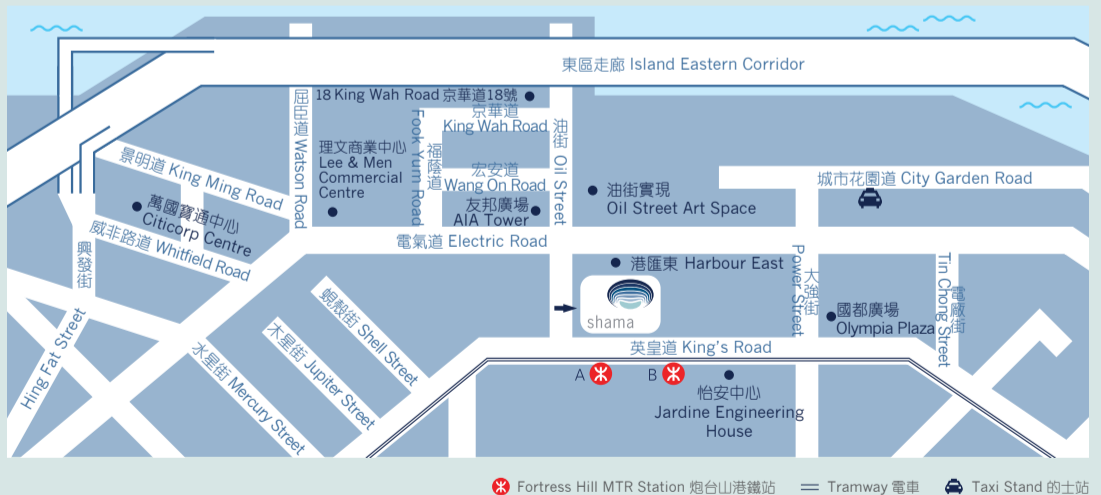 東區走廊 Island Eastern Corridor
18 King Wah Road 京華道18號
京華道
King Wah Road
屈臣道 Watson Road
福蔭道
Fook Yum Road
油街 Oil Street
理文商業中心
Lee & Men
Commercial
Centre
宏安道
Wang On Road
友邦廣場
AIA Tower
油街實現
Oil Street Art Space
城市花園道 City Garden Road
景明道 King Ming Road
萬國寶通中心
Citicorp Centre
威非路道 Whitfield Road
興發街
Hing Fat Street
電氣道 Electric Road
港匯東 Harbour East
shama
大強街
Power Street
國都廣場
Olympia Plaza
電廠街
Tin Chong Street
蜆殼街 Shell Street
木星街 Jupiter Street
水星街 Mercury Street
英皇道 King's Road
A
B
怡安中心
Jardine Engineering
House
Fortress Hill MTR Station 炮台山港鐵站
Tramway 電車
Taxi Stand 的士站